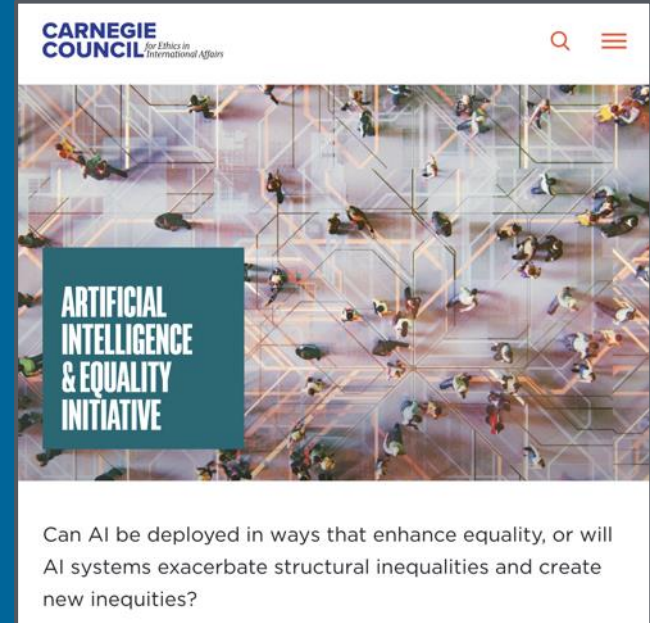 CARNEGIE
COUNCIL for Ethics in
International Affairs
ARTIFICIAL
INTELLIGENCE
& EQUALITY
INITIATIVE
Can AI be deployed in ways that enhance equality, or will
AI systems exacerbate structural inequalities and create
new inequities?